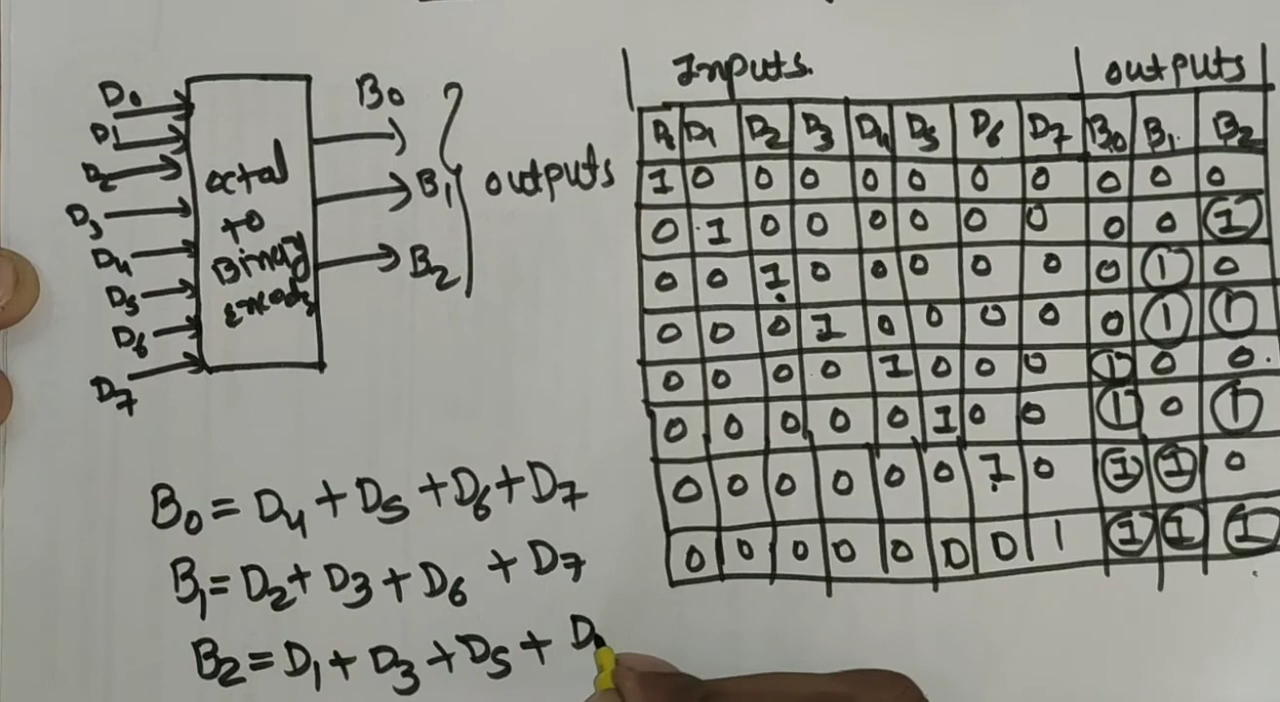 D0
D1
D2
D3
D4
D5
D6
D7
octal
to
Binary
B0
B1
B2
outputs
Inputs. outputs
D1 D2 D3 D4 D5 D6 D7 B0 B1 B2
1 0 0 0 0 0 0 0 0 0 0
0 1 0 0 0 0 0 0 0 0 1
0 0 1 0 0 0 0 0 0 1 0
0 0 0 1 0 0 0 0 0 1 1
0 0 0 0 1 0 0 0 1 0 0
0 0 0 0 0 1 0 0 1 0 1
0 0 0 0 0 0 1 0 1 1 0
0 0 0 0 0 0 0 1 1 1 1
B0 = D4 + D5 + D6 + D7
B1 = D2 + D3 + D6 + D7
B2 = D1 + D3 + D5 + D